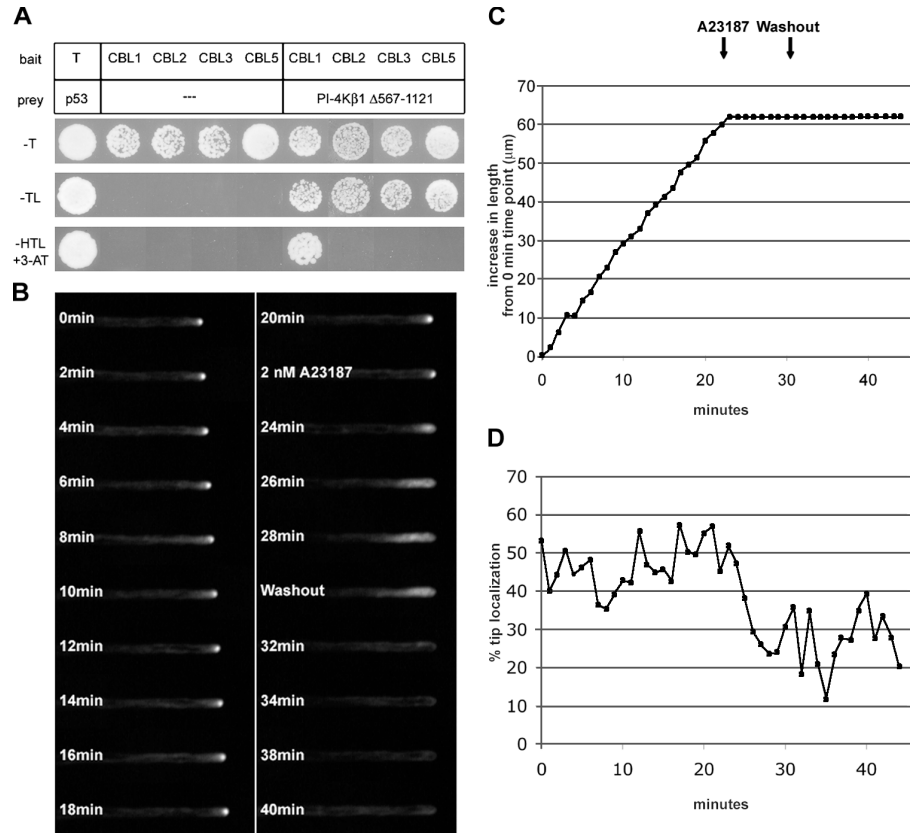 A
bait T CBL1 CBL2 CBL3 CBL5 CBL1 CBL2 CBL3 CBL5
prey p53 --- PI-4Kβ1 Δ567-1121
-T
-TL
-HTL
+3-AT
B
0min
2min
4min
6min
8min
10min
12min
14min
16min
18min
20min
2 nM A23187
24min
26min
28min
Washout
32min
34min
38min
40min
C
A23187 Washout
increase in length
from 0 min time point (μm)
70
60
50
40
30
20
10
0
0 10 20 30 40
minutes
D
% tip localization
70
60
50
40
30
20
10
0
0 10 20 30 40
minutes